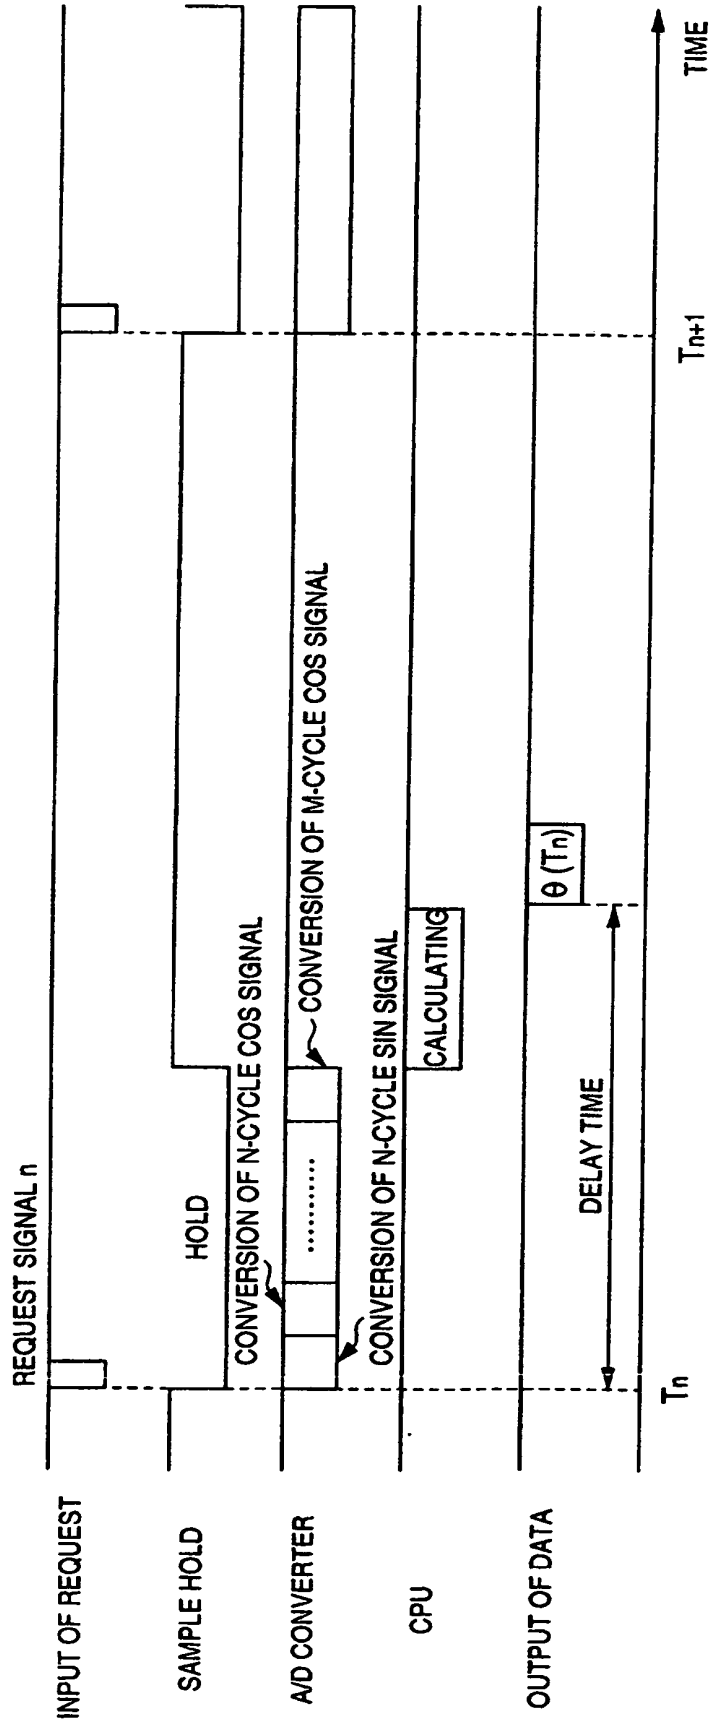 REQUEST SIGNAL n
INPUT OF REQUEST
HOLD
SAMPLE HOLD
CONVERSION OF N-CYCLE COS SIGNAL
CONVERSION OF M-CYCLE COS SIGNAL
A/D CONVERTER
..........
CONVERSION OF N-CYCLE SIN SIGNAL
CPU
CALCULATING
OUTPUT OF DATA
θ (Tn)
DELAY TIME
Tn
Tn+1
TIME